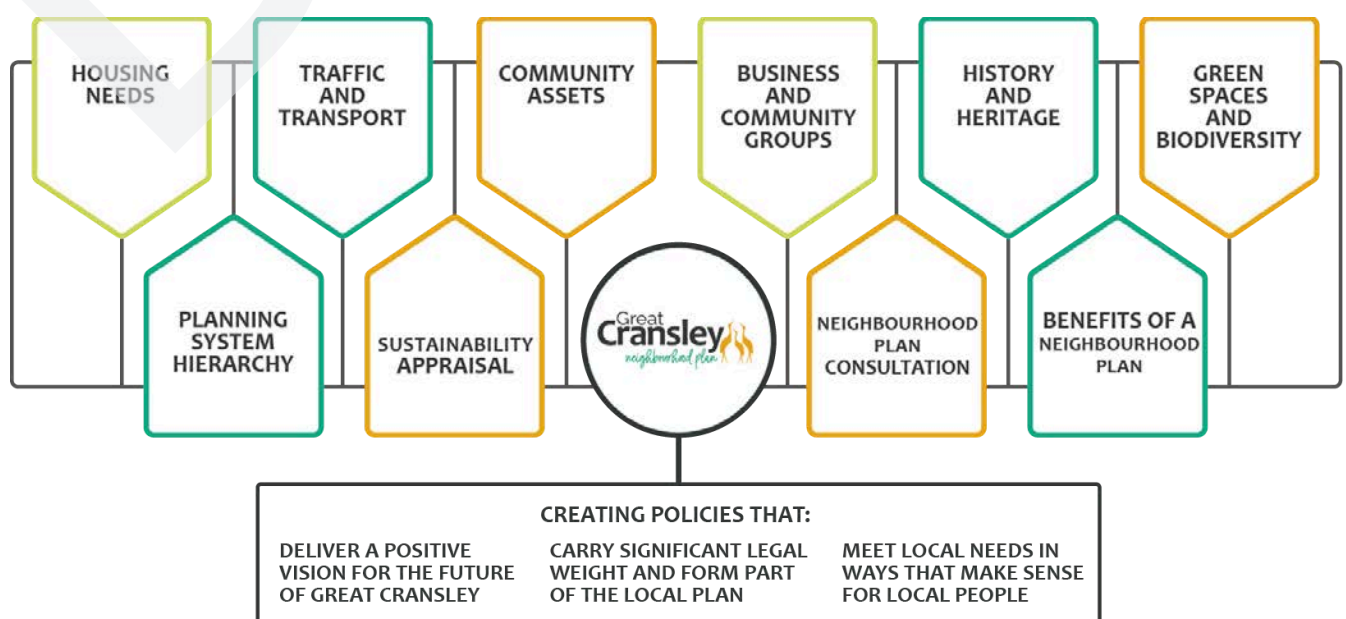 HOUSING
NEEDS
TRAFFIC
AND
TRANSPORT
COMMUNITY
ASSETS
BUSINESS
AND
COMMUNITY
GROUPS
HISTORY
AND
HERITAGE
GREEN
SPACES
AND
BIODIVERSITY
PLANNING
SYSTEM
HIERARCHY
SUSTAINABILITY
APPRAISAL
Great
Cransley
neighbourhood plan
NEIGHBOURHOOD
PLAN
CONSULTATION
BENEFITS OF A
NEIGHBOURHOOD
PLAN
CREATING POLICIES THAT:
DELIVER A POSITIVE
VISION FOR THE FUTURE
OF GREAT CRANSLEY
CARRY SIGNIFICANT LEGAL
WEIGHT AND FORM PART
OF THE LOCAL PLAN
MEET LOCAL NEEDS IN
WAYS THAT MAKE SENSE
FOR LOCAL PEOPLE